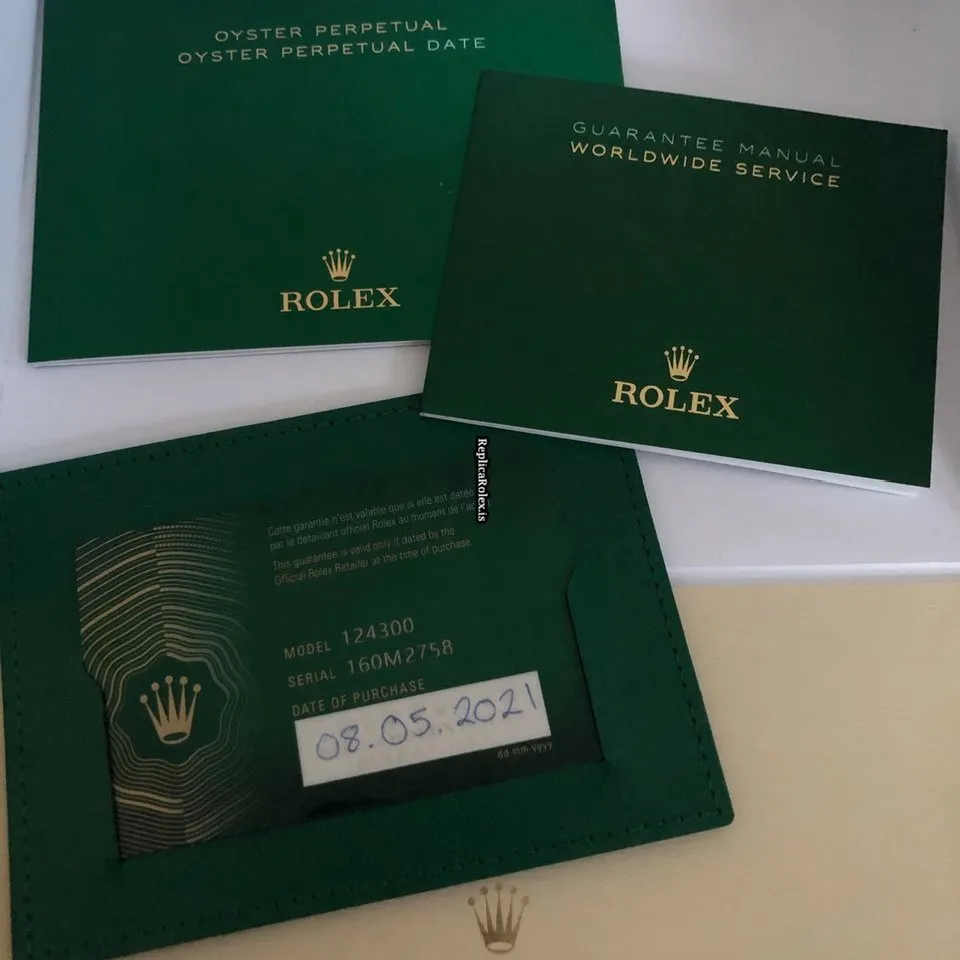 OYSTER PERPETUAL
OYSTER PERPETUAL DATE
ROLEX
GUARANTEE MANUAL
WORLDWIDE SERVICE
ROLEX
ReplicaRolex.is
Cette garantie n'est valable que si elle est datée
par le détaillant officiel Rolex au moment de l'ac
This guarantee is valid only if dated by the
Official Rolex Retailer at the time of purchase.
MODEL 124300
SERIAL 160M2758
DATE OF PURCHASE
08.05.2021
dd mm yyyy